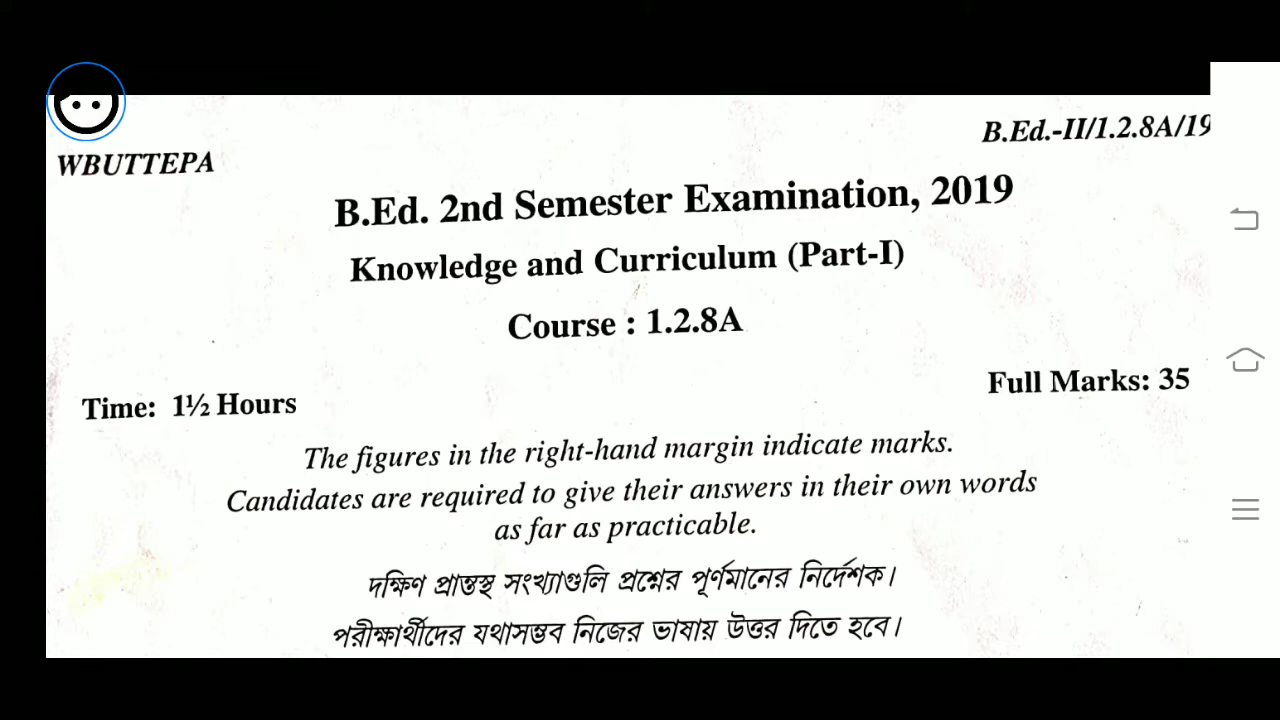 B.Ed.-II/1.2.8A/19
WBUTTEPA
B.Ed. 2nd Semester Examination, 2019
Knowledge and Curriculum (Part-I)
Course : 1.2.8A
Time: 1½ Hours
Full Marks: 35
The figures in the right-hand margin indicate marks.
Candidates are required to give their answers in their own words
as far as practicable.
দক্ষিণ প্রান্তস্থ সংখ্যাগুলি প্রশ্নের পূর্ণমানের নির্দেশক।
পরীক্ষার্থীদের যথাসম্ভব নিজের ভাষায় উত্তর দিতে হবে।